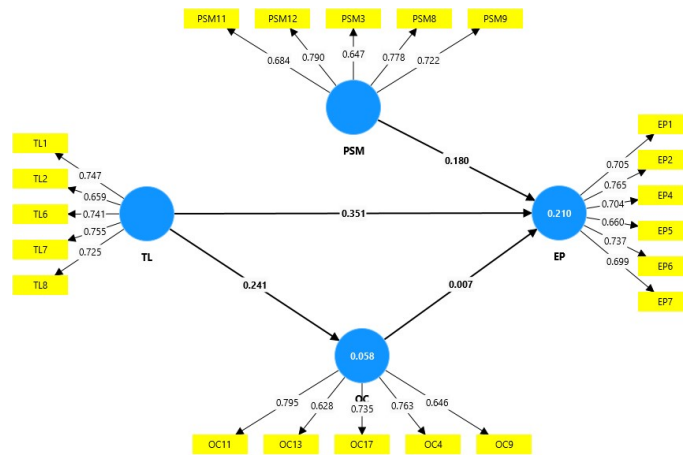 PSM11 PSM12 PSM3 PSM8 PSM9
0.684 0.790 0.647 0.778 0.722
PSM
TL1
TL2
TL6
TL7
TL8
0.747
0.659
0.741
0.755
0.725
TL
0.180
0.351
0.241
0.007
EP1
EP2
EP4
EP5
EP6
EP7
0.705
0.765
0.704
0.660
0.737
0.699
0.210
EP
0.058
OC
0.795 0.628 0.735 0.763 0.646
OC11 OC13 OC17 OC4 OC9